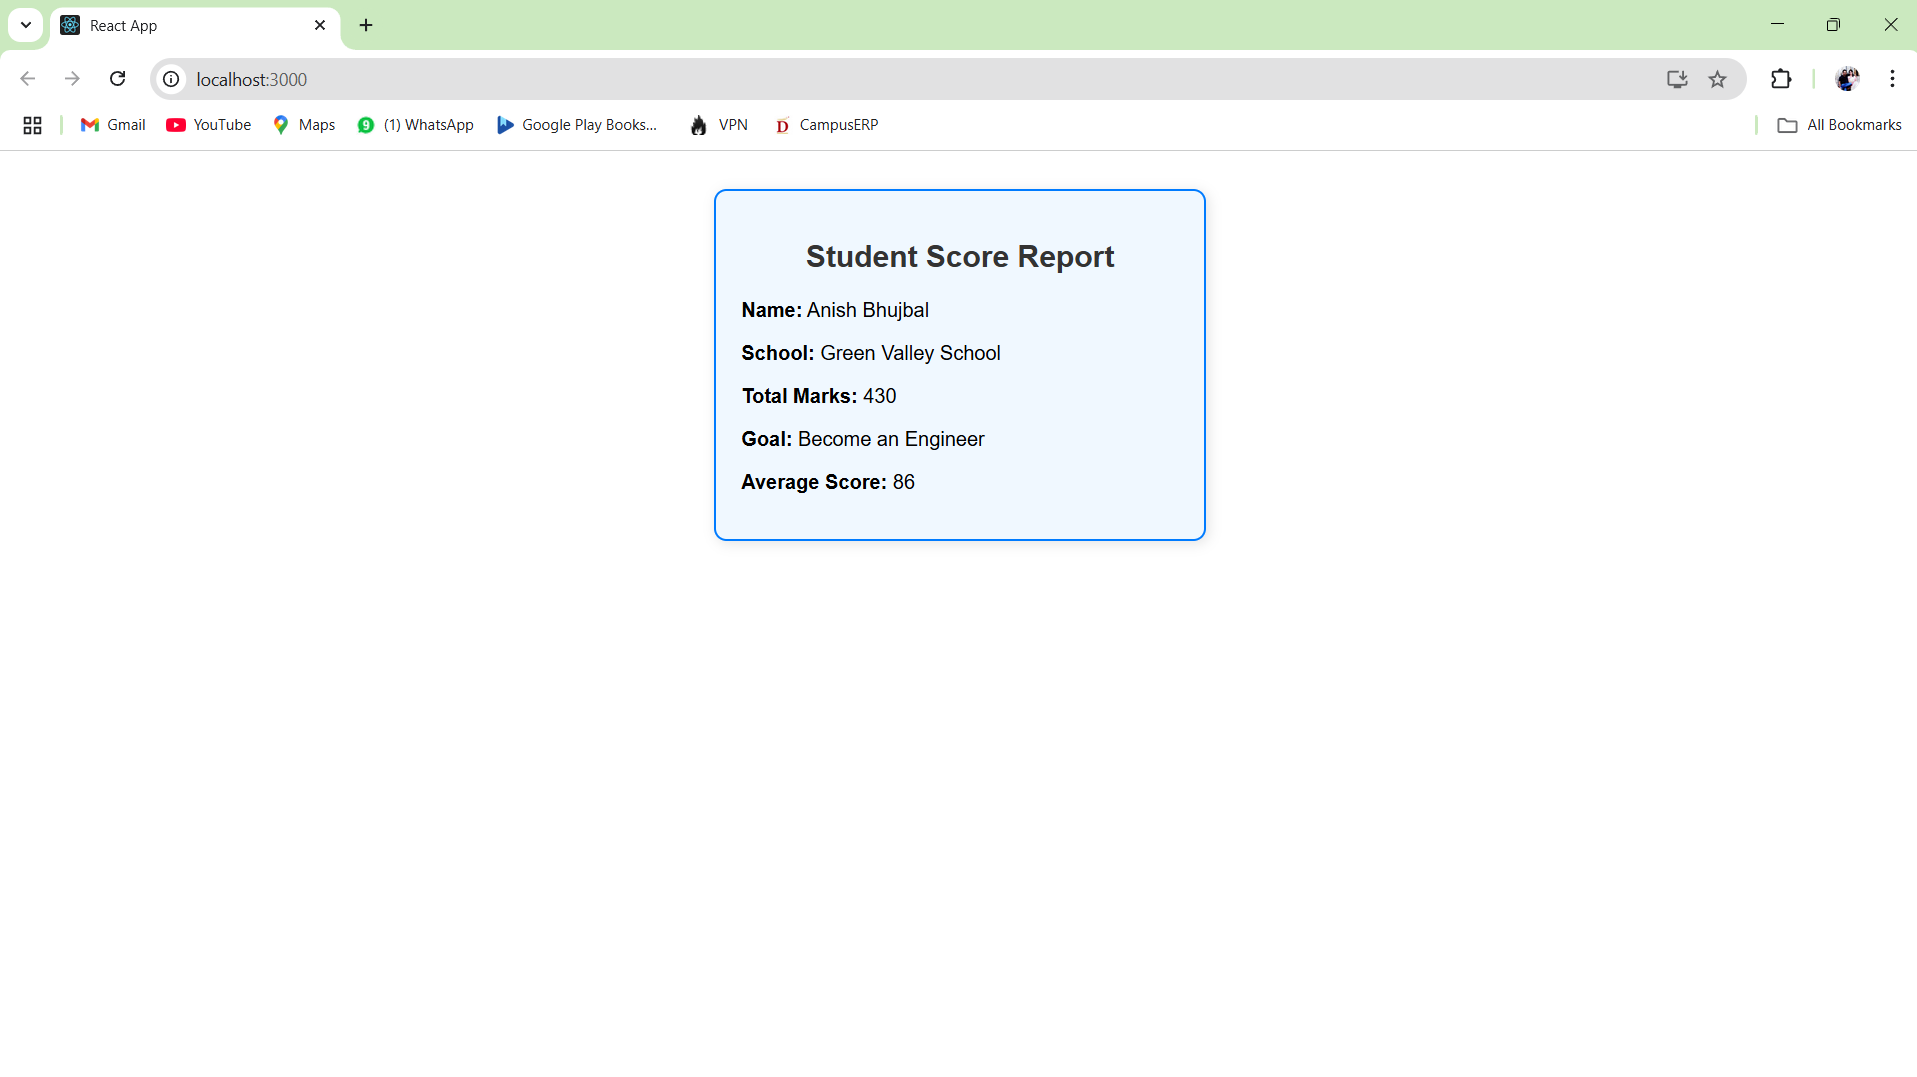 React App
localhost:3000
Gmail YouTube Maps 9 (1) WhatsApp Google Play Books... VPN D CampusERP All Bookmarks
Student Score Report
Name: Anish Bhujbal
School: Green Valley School
Total Marks: 430
Goal: Become an Engineer
Average Score: 86